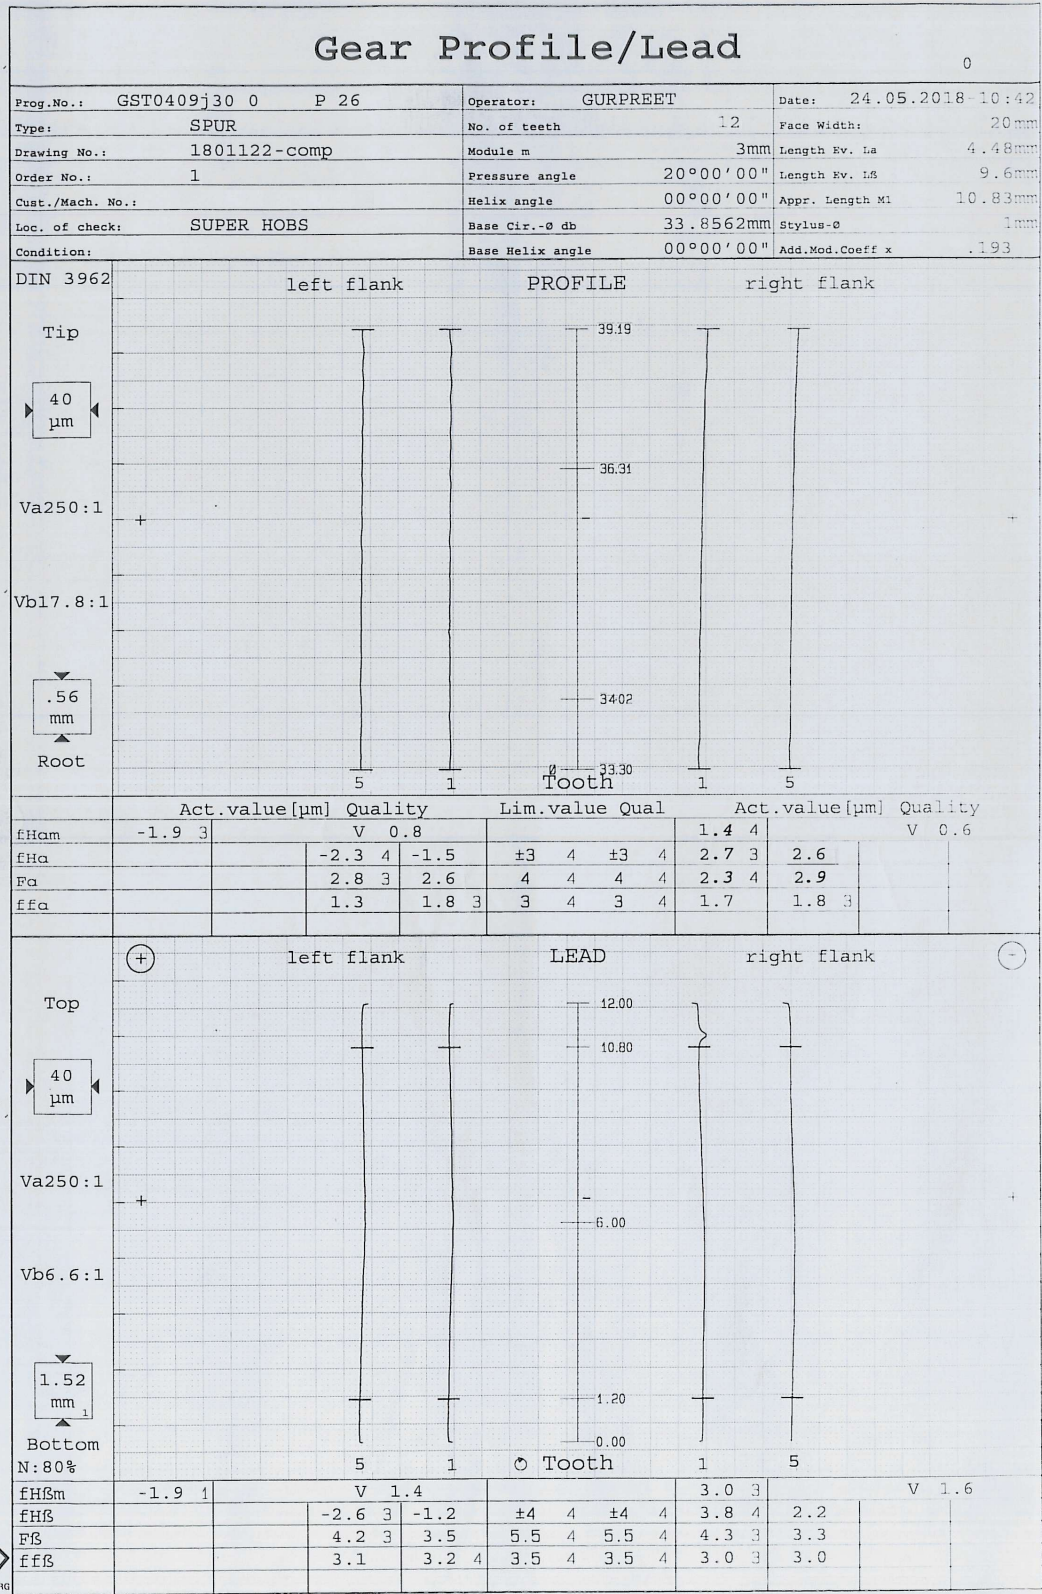 Gear Profile/Lead
0
Prog.No.: GST0409j30 0 P 26 Operator: GURPREET Date: 24.05.2018 10:42
Type: SPUR No. of teeth 12 Face Width: 20mm
Drawing No.: 1801122-comp Module m 3mm Length Ev. La 4.48mm
Order No.: 1 Pressure angle 20°00'00" Length Ev. Lß 9.6mm
Cust./Mach. No.: Helix angle 00°00'00" Appr. Length M1 10.83mm
Loc. of check: SUPER HOBS Base Cir.-Ø db 33.8562mm Stylus-Ø 1mm
Condition: Base Helix angle 00°00'00" Add.Mod.Coeff x .193
DIN 3962 left flank PROFILE right flank
Tip 39.19
40
µm
36.31
Va250:1 + - +
Vb17.8:1
.56
mm
34.02
Root Ø 33.30
5 1 Tooth 1 5
Act.value[µm] Quality Lim.value Qual Act.value[µm] Quality
fHαm -1.9 3 V 0.8 1.4 4 V 0.6
fHα -2.3 4 -1.5 ±3 4 ±3 4 2.7 3 2.6
Fα 2.8 3 2.6 4 4 4 4 2.3 4 2.9
ffα 1.3 1.8 3 3 4 3 4 1.7 1.8 3
+ left flank LEAD right flank -
Top 12.00
10.80
40
µm
Va250:1
+ - +
6.00
Vb6.6:1
1.52
mm 1
1.20
Bottom 0.00
N:80% 5 1 Tooth 1 5
fHßm -1.9 1 V 1.4 3.0 3 V 1.6
fHß -2.6 3 -1.2 ±4 4 ±4 4 3.8 4 2.2
Fß 4.2 3 3.5 5.5 4 5.5 4 4.3 3 3.3
ffß 3.1 3.2 4 3.5 4 3.5 4 3.0 3 3.0
RG